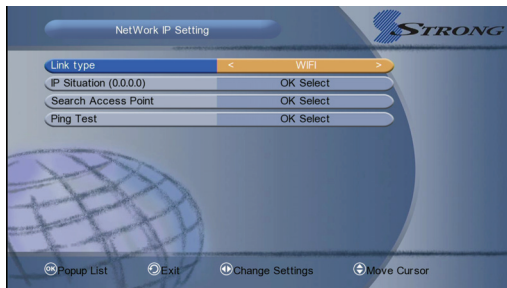 NetWork IP Setting
STRONG
Link type < WIFI >
IP Situation (0.0.0.0) OK Select
Search Access Point OK Select
Ping Test OK Select
OK Popup List Exit Change Settings Move Cursor